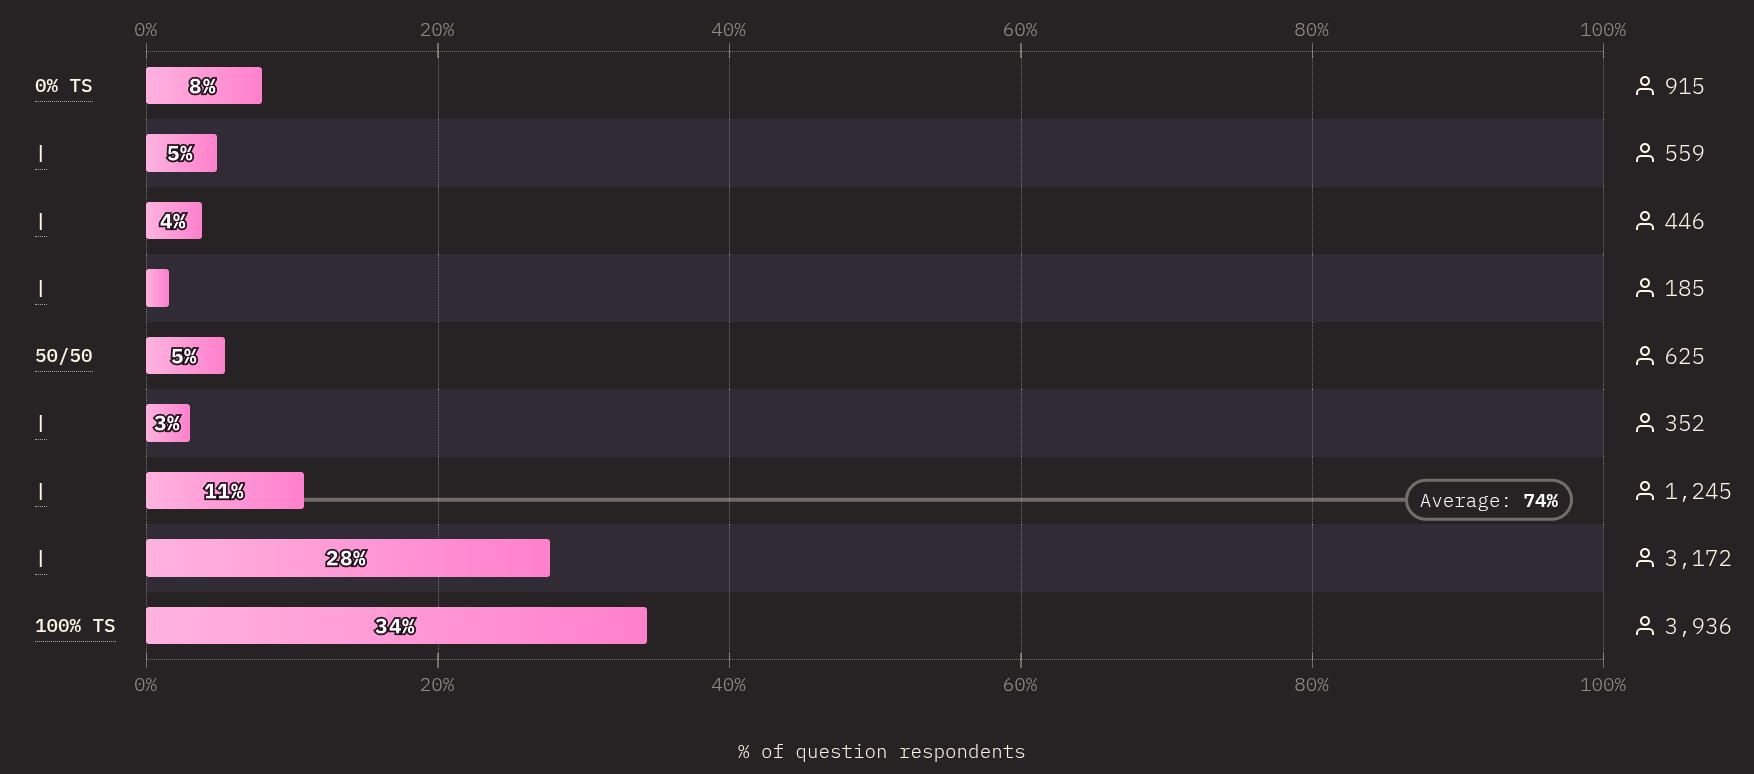 0% 20% 40% 60% 80% 100%
0% TS 8% 915
| 5% 559
| 4% 446
| 185
50/50 5% 625
| 3% 352
| 11% Average: 74% 1,245
| 28% 3,172
100% TS 34% 3,936
0% 20% 40% 60% 80% 100%
% of question respondents